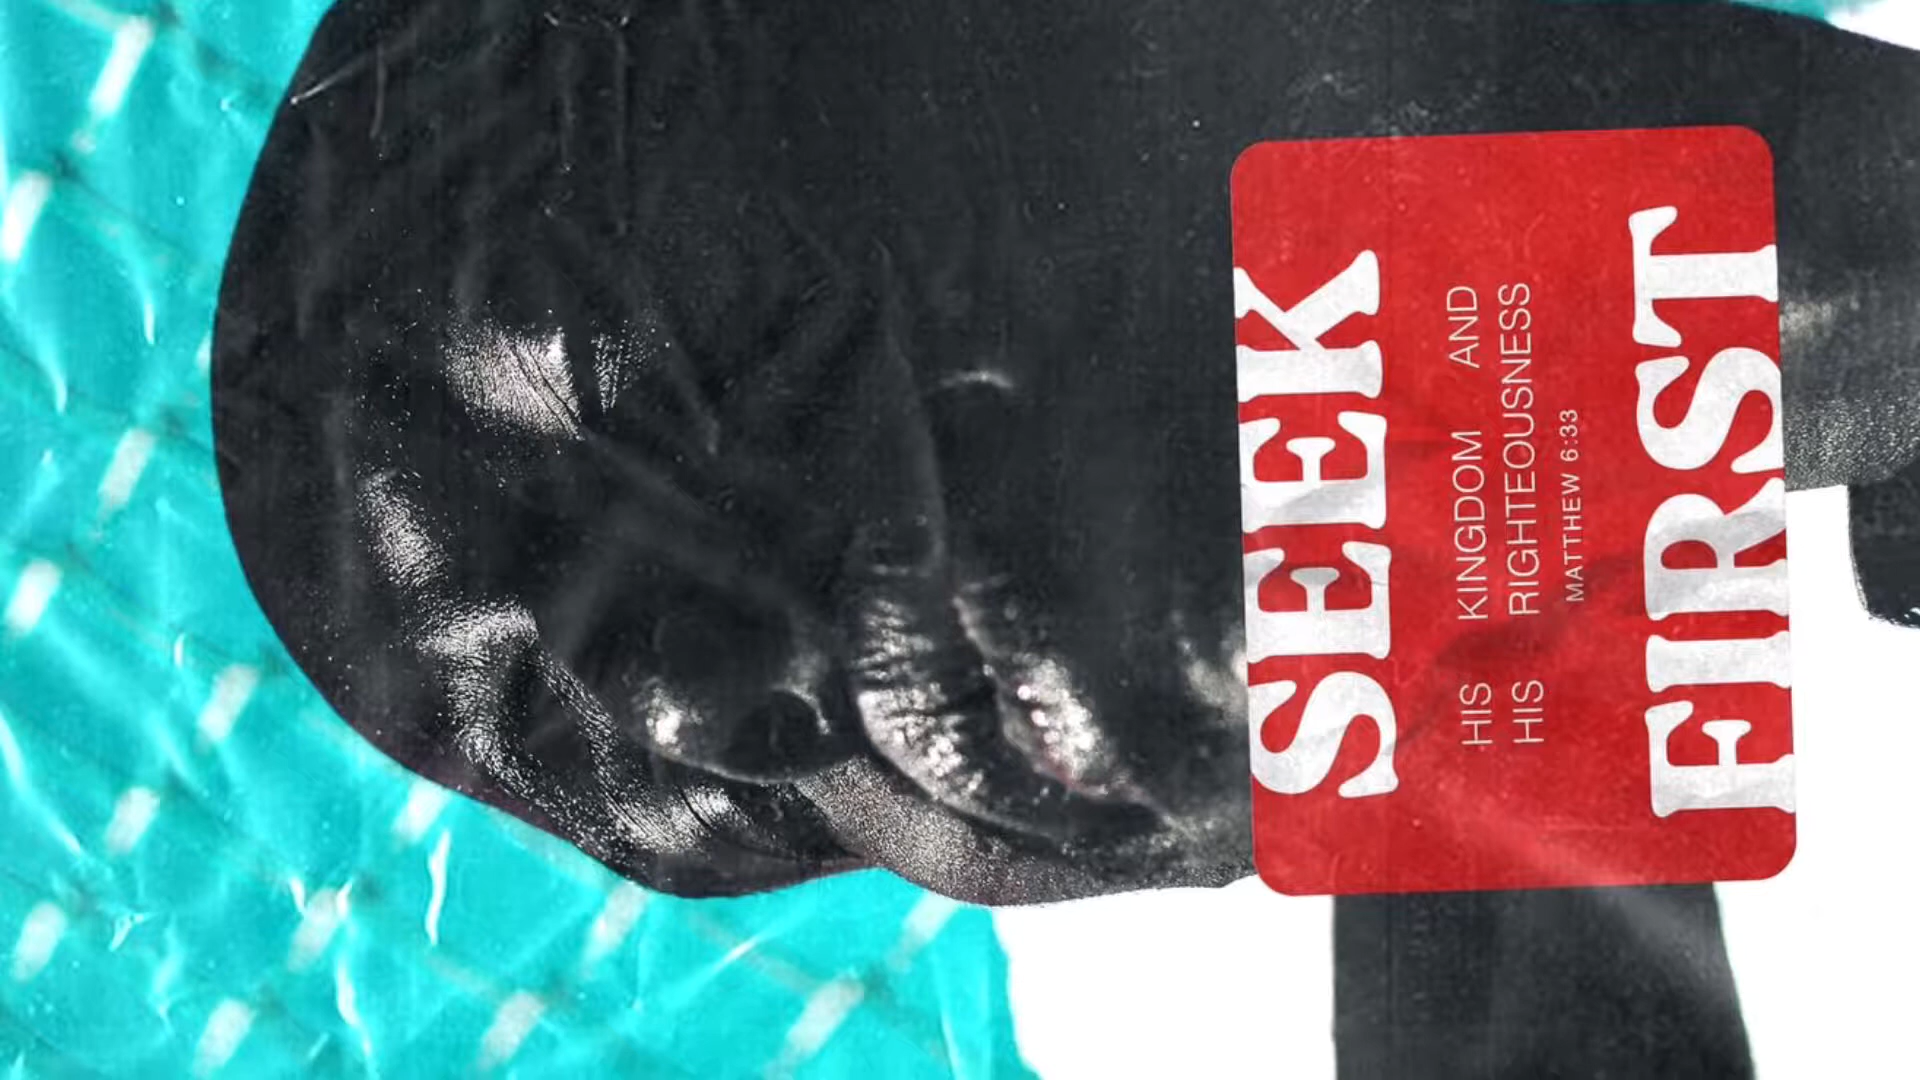 SEEK
HIS KINGDOM AND
HIS RIGHTEOUSNESS
MATTHEW 6:33
FIRST